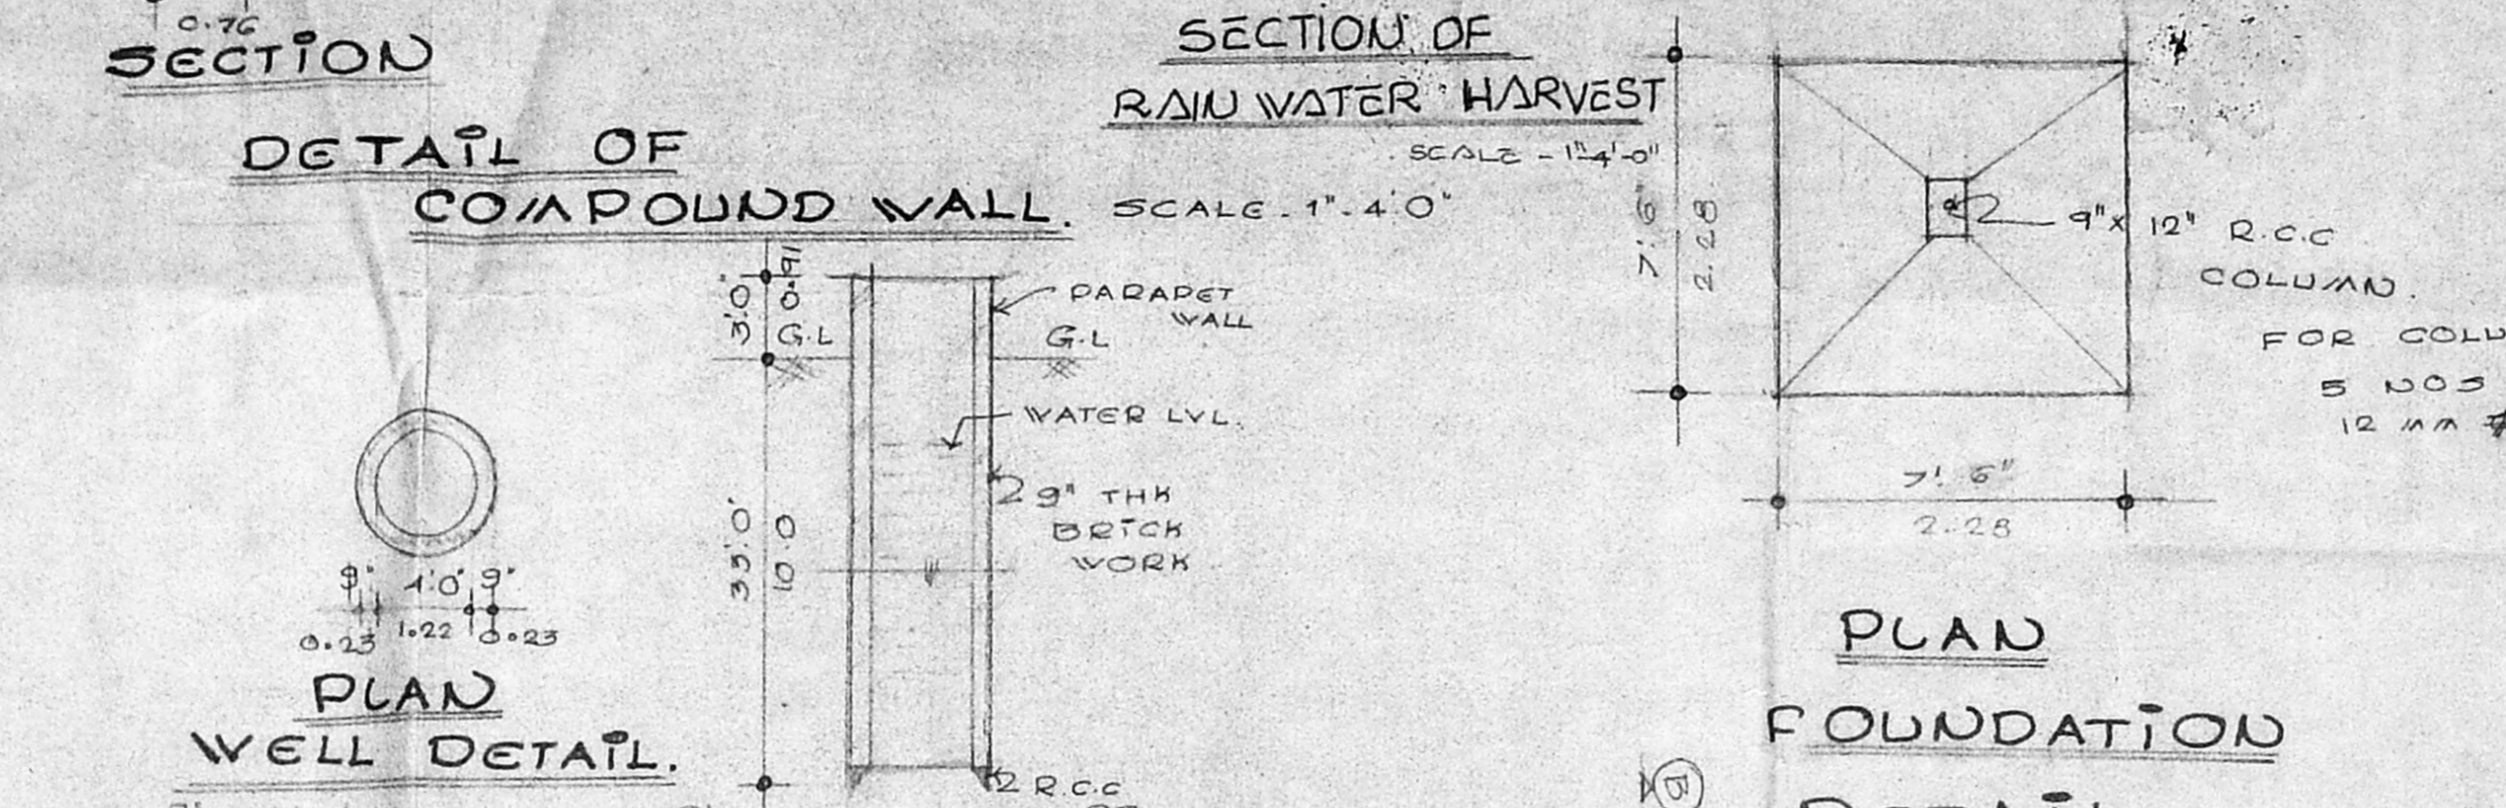 0.76
SECTION
DETAIL OF
COMPOUND WALL. SCALE - 1"- 4'0"
SECTION OF
RAIN WATER HARVEST
SCALE - 1"-4'-0"
3'.0"
0.91
G.L
PARAPET
WALL
G.L
WATER LVL.
9" THK
BRICK
WORK
33'.0"
10.0
R.C.C
9" 4'.0" 9"
0.23 1.22 0.23
PLAN
WELL DETAIL.
7'.6"
2.28
9" x 12" R.C.C
COLUMN.
FOR COLU
5 NOS
12 mm
7'. 6"
2.28
PLAN
FOUNDATION
DETAIL